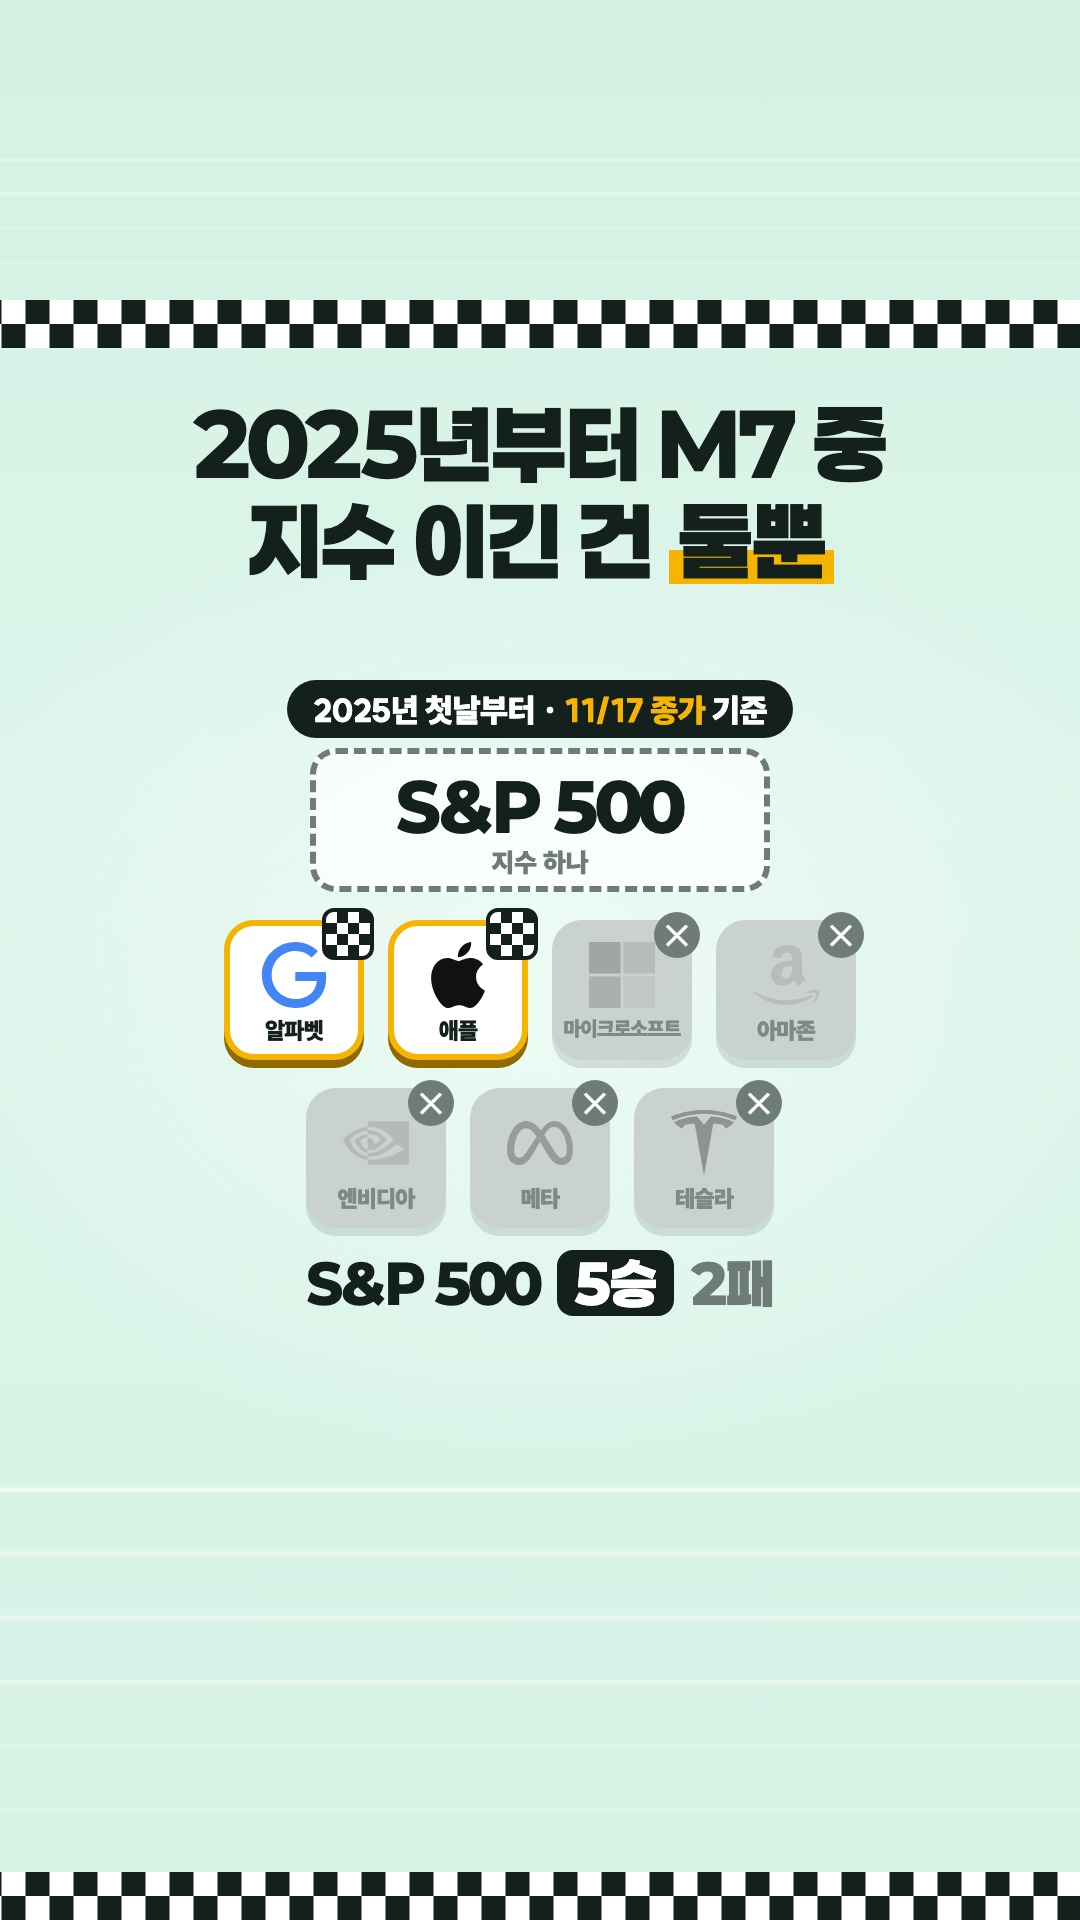 2025년부터 M7 중
지수 이긴 건 둘뿐
2025년 첫날부터 · 11/17 종가 기준
S&P 500
지수 하나
알파벳
애플
마이크로소프트
아마존
엔비디아
메타
테슬라
S&P 500 5승 2패